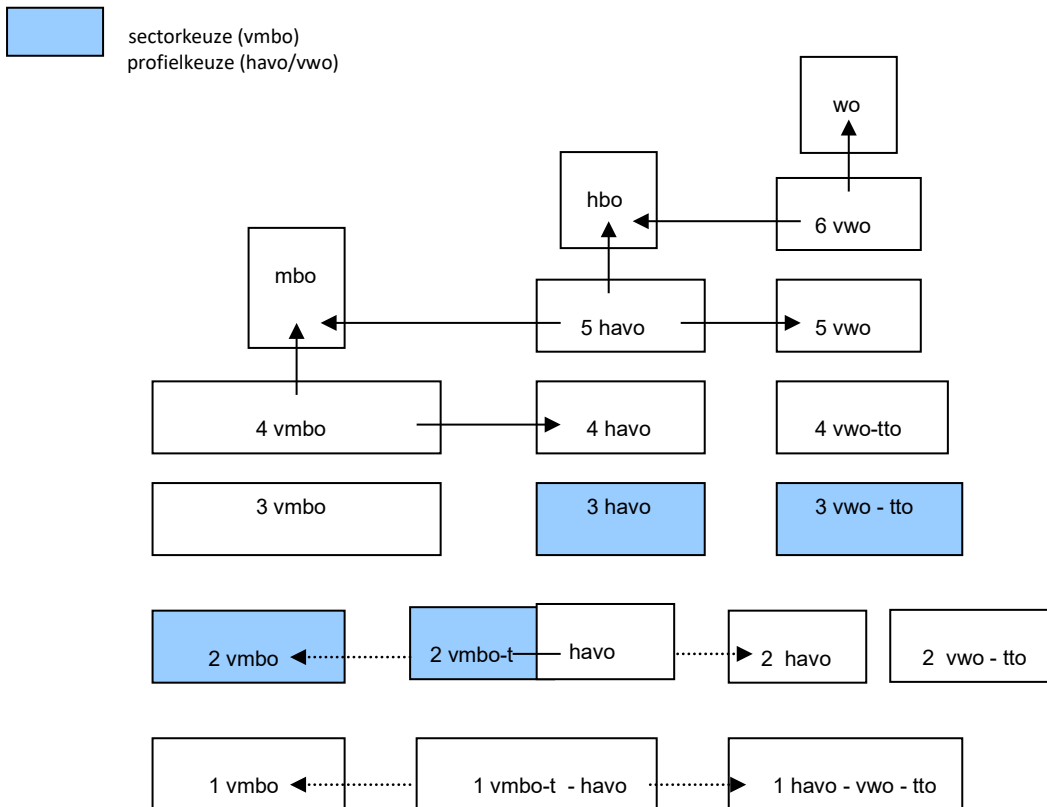 sectorkeuze (vmbo)
profielkeuze (havo/vwo)
wo
hbo
6 vwo
mbo
5 havo
5 vwo
4 vmbo
4 havo
4 vwo-tto
3 vmbo
3 havo
3 vwo - tto
2 vmbo
2 vmbo-t
havo
2 havo
2 vwo - tto
1 vmbo
1 vmbo-t - havo
1 havo - vwo - tto